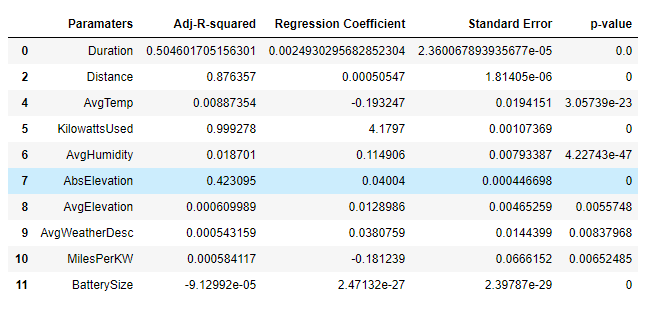 Paramaters Adj-R-squared Regression Coefficient Standard Error p-value
0 Duration 0.504601705156301 0.0024930295682852304 2.360067893935677e-05 0.0
2 Distance 0.876357 0.00050547 1.81405e-06 0
4 AvgTemp 0.00887354 -0.193247 0.0194151 3.05739e-23
5 KilowattsUsed 0.999278 4.1797 0.00107369 0
6 AvgHumidity 0.018701 0.114906 0.00793387 4.22743e-47
7 AbsElevation 0.423095 0.04004 0.000446698 0
8 AvgElevation 0.000609989 0.0128986 0.00465259 0.0055748
9 AvgWeatherDesc 0.000543159 0.0380759 0.0144399 0.00837968
10 MilesPerKW 0.000584117 -0.181239 0.0666152 0.00652485
11 BatterySize -9.12992e-05 2.47132e-27 2.39787e-29 0